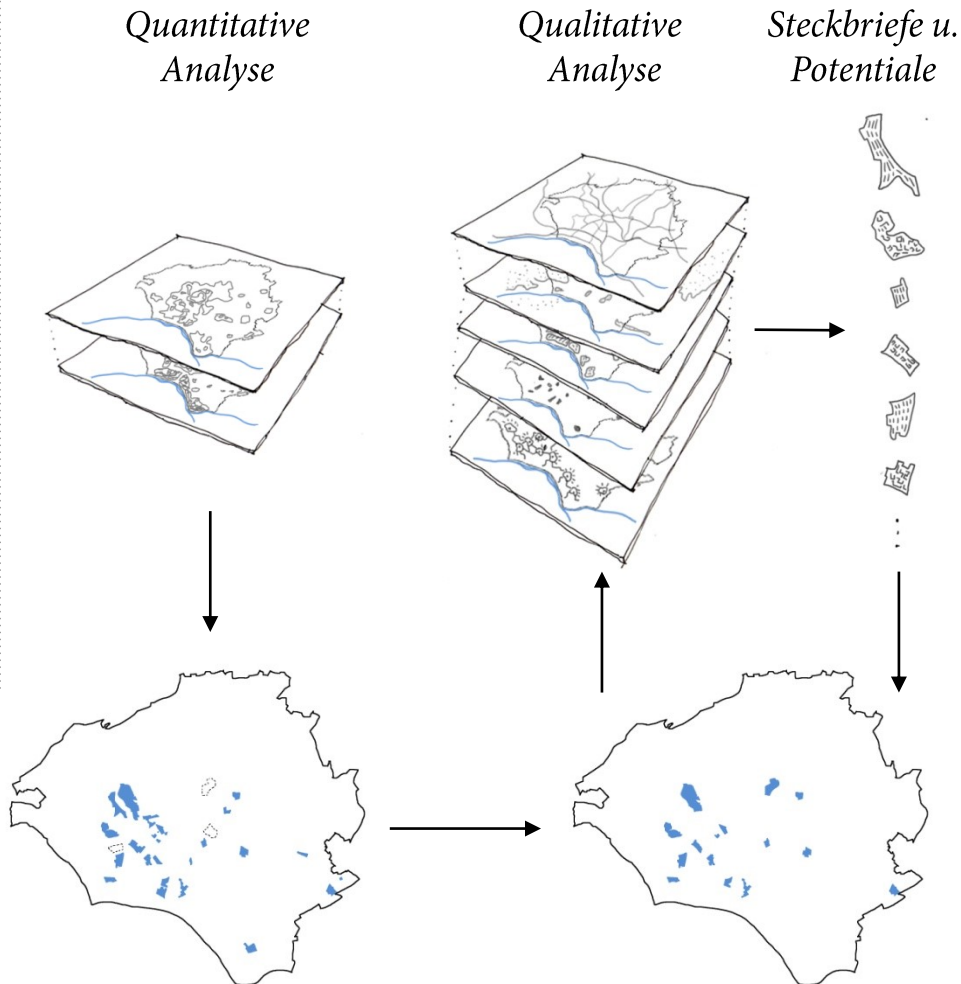 Quantitative
Analyse
Qualitative
Analyse
Steckbriefe u.
Potentiale